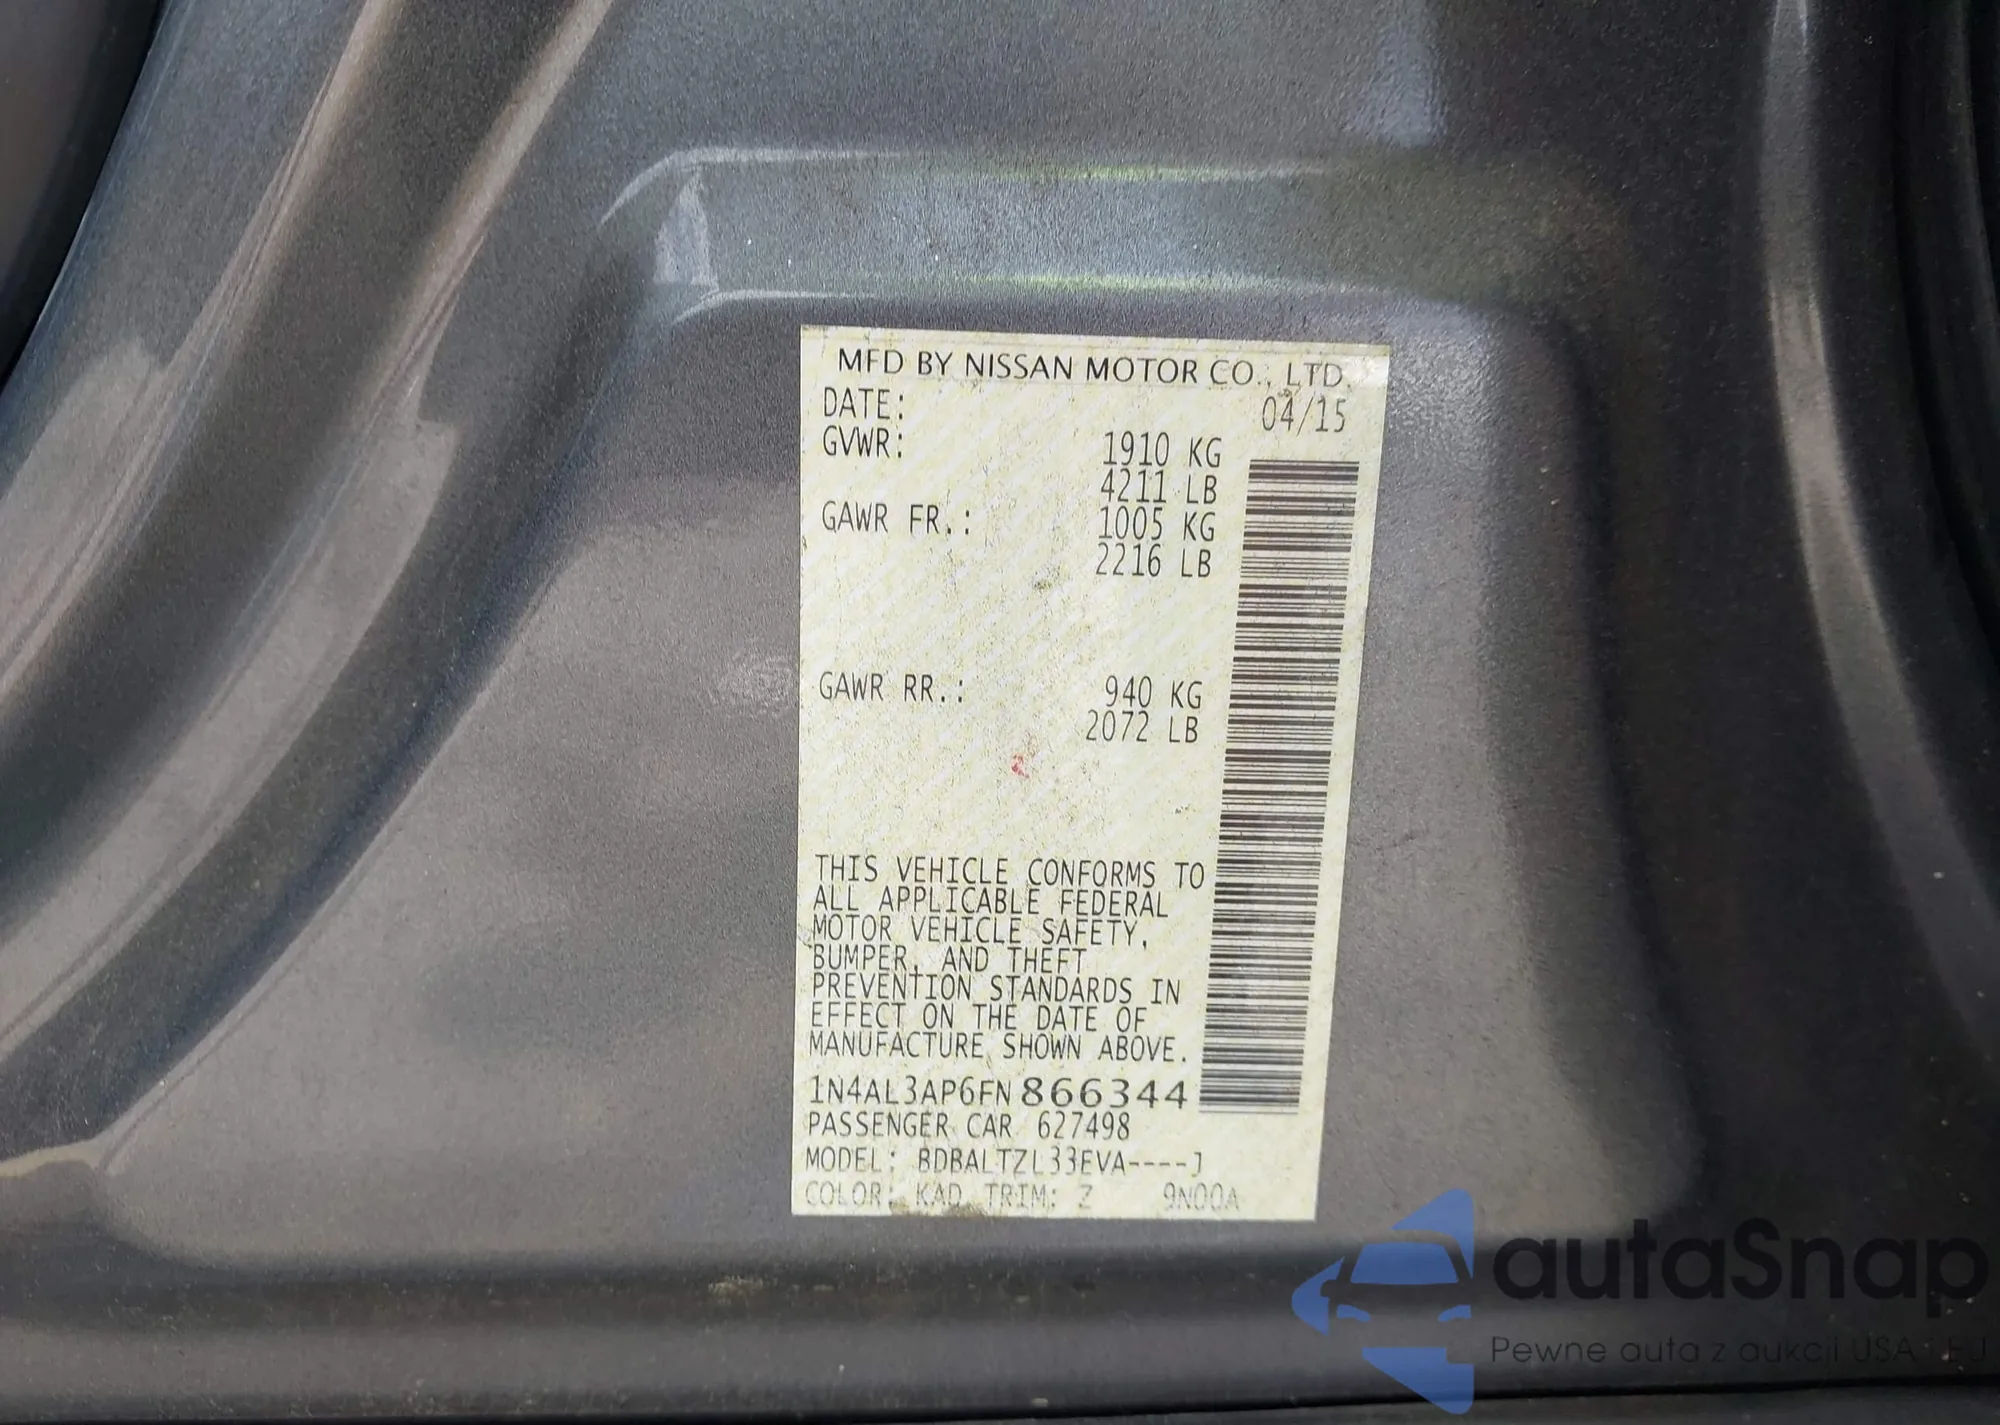 MFD BY NISSAN MOTOR CO., LTD.
DATE: 04/15
GVWR: 1910 KG
4211 LB
GAWR FR.: 1005 KG
2216 LB
GAWR RR.: 940 KG
2072 LB
THIS VEHICLE CONFORMS TO
ALL APPLICABLE FEDERAL
MOTOR VEHICLE SAFETY,
BUMPER, AND THEFT
PREVENTION STANDARDS IN
EFFECT ON THE DATE OF
MANUFACTURE SHOWN ABOVE.
1N4AL3AP6FN866344
PASSENGER CAR 627498
MODEL: BDBALTZL33EVA----J
COLOR: KAD TRIM: Z 9N00A
autaSnap
Pewne auta z aukcji USA i EU